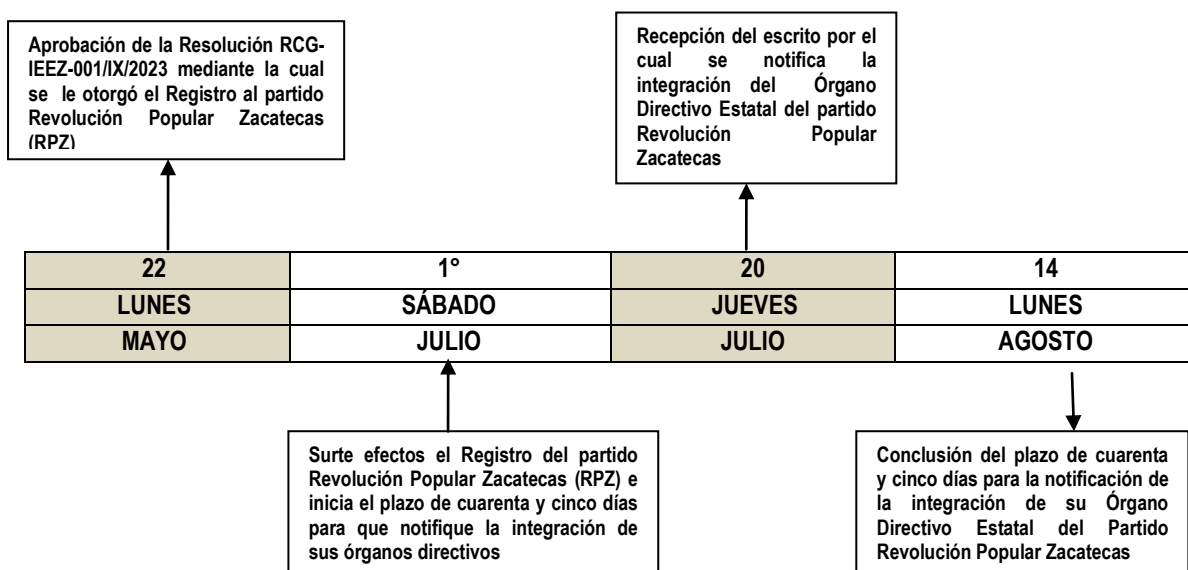 Aprobación de la Resolución RCG-
IEEZ-001/IX/2023 mediante la cual
se le otorgó el Registro al partido
Revolución Popular Zacatecas
(RPZ)
Recepción del escrito por el
cual se notifica la
integración del Órgano
Directivo Estatal del partido
Revolución Popular
Zacatecas
22 1° 20 14
LUNES SÁBADO JUEVES LUNES
MAYO JULIO JULIO AGOSTO
Surte efectos el Registro del partido
Revolución Popular Zacatecas (RPZ) e
inicia el plazo de cuarenta y cinco días
para que notifique la integración de
sus órganos directivos
Conclusión del plazo de cuarenta
y cinco días para la notificación de
la integración de su Órgano
Directivo Estatal del Partido
Revolución Popular Zacatecas